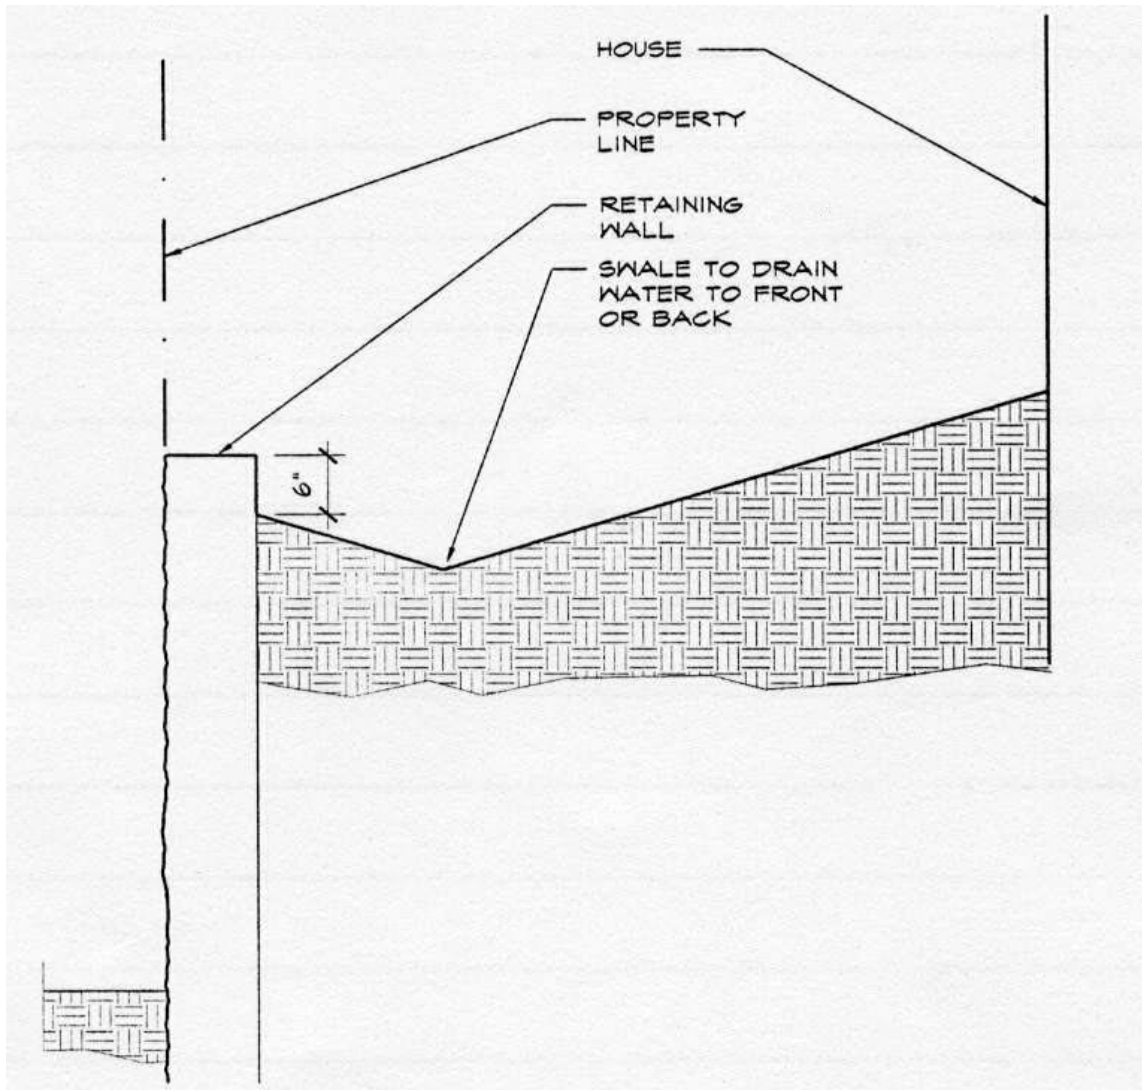 HOUSE
PROPERTY
LINE
RETAINING
WALL
SWALE TO DRAIN
WATER TO FRONT
OR BACK
6"